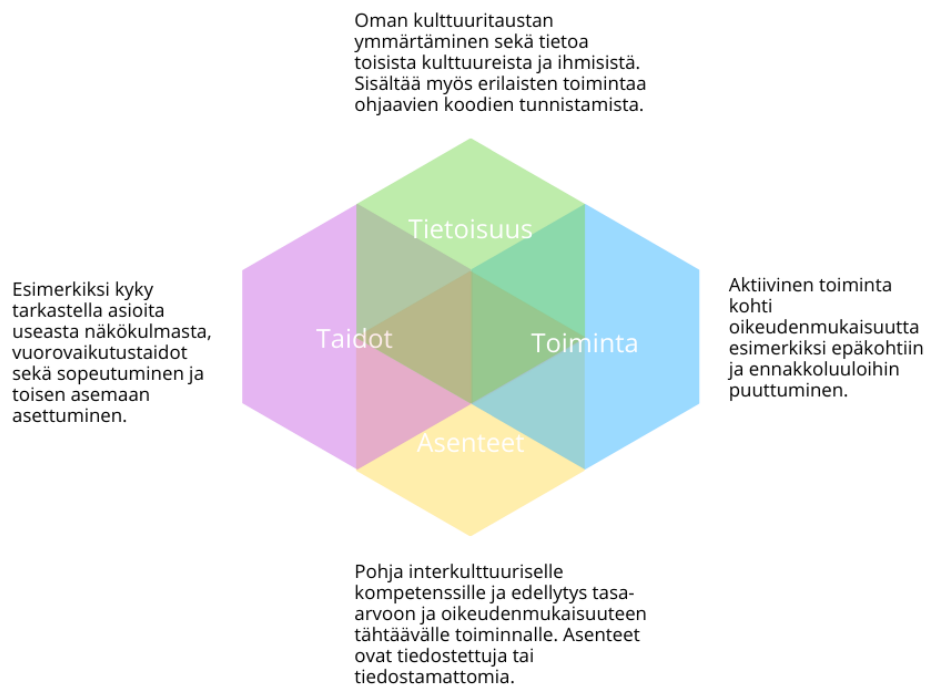 Oman kulttuuritaustan
ymmärtäminen sekä tietoa
toisista kulttuureista ja ihmisistä.
Sisältää myös erilaisten toimintaa
ohjaavien koodien tunnistamista.
Tietoisuus
Esimerkiksi kyky
tarkastella asioita
useasta näkökulmasta,
vuorovaikutustaidot
sekä sopeutuminen ja
toisen asemaan
asettuminen.
Taidot
Toiminta
Aktiivinen toiminta
kohti
oikeudenmukaisuutta
esimerkiksi epäkohtiin
ja ennakkoluuloihin
puuttuminen.
Asenteet
Pohja interkulttuuriselle
kompetenssille ja edellytys tasa-
arvoon ja oikeudenmukaisuuteen
tähtäävälle toiminnalle. Asenteet
ovat tiedostettuja tai
tiedostamattomia.